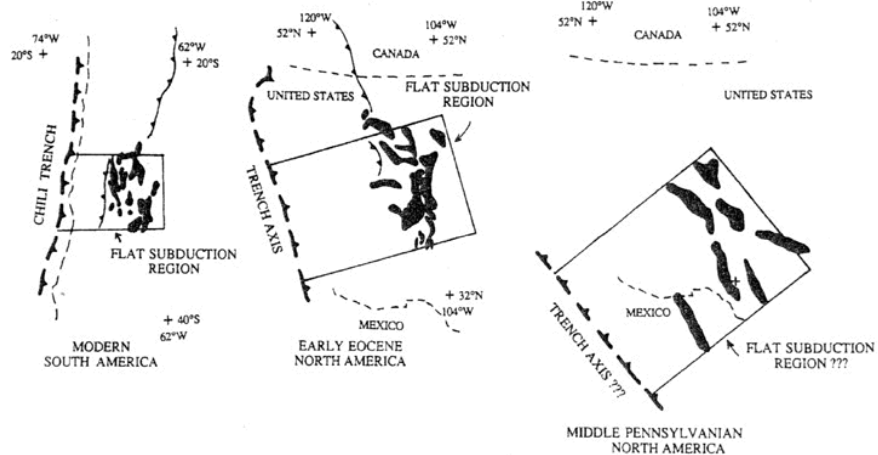 74°W
20°S +
62°W
+ 20°S
CHILI TRENCH
FLAT SUBDUCTION
REGION
+ 40°S
62°W
MODERN
SOUTH AMERICA
120°W
52°N +
104°W
+ 52°N
CANADA
UNITED STATES
FLAT SUBDUCTION
REGION
TRENCH AXIS
+ 32°N
104°W
MEXICO
EARLY EOCENE
NORTH AMERICA
120°W
52°N +
104°W
+ 52°N
CANADA
UNITED STATES
+
MEXICO
TRENCH AXIS ???
FLAT SUBDUCTION
REGION ???
MIDDLE PENNSYLVANIAN
NORTH AMERICA